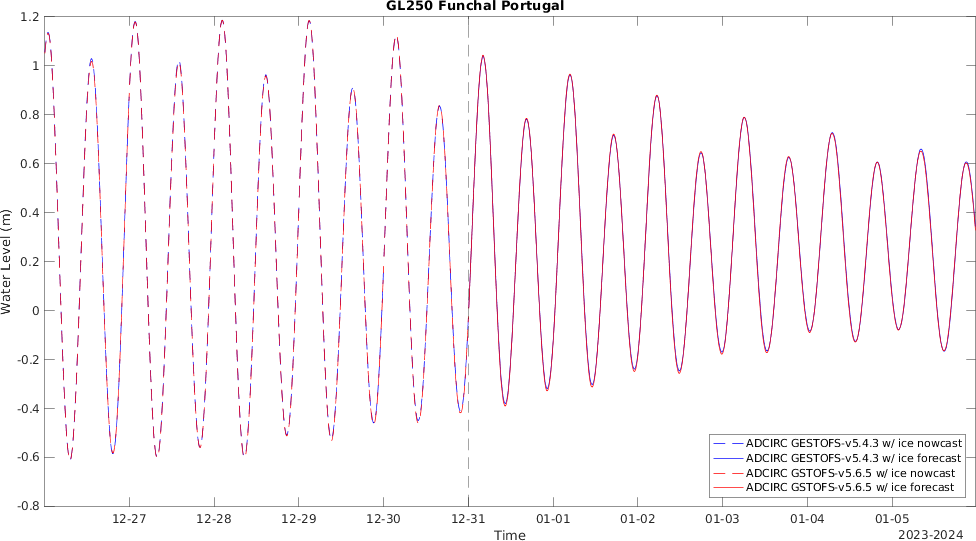 GL250 Funchal Portugal
1.2
1
0.8
0.6
0.4
0.2
0
-0.2
-0.4
-0.6
-0.8
Water Level (m)
12-27 12-28 12-29 12-30 12-31 01-01 01-02 01-03 01-04 01-05
Time
2023-2024
ADCIRC GESTOFS-v5.4.3 w/ ice nowcast
ADCIRC GESTOFS-v5.4.3 w/ ice forecast
ADCIRC GSTOFS-v5.6.5 w/ ice nowcast
ADCIRC GSTOFS-v5.6.5 w/ ice forecast